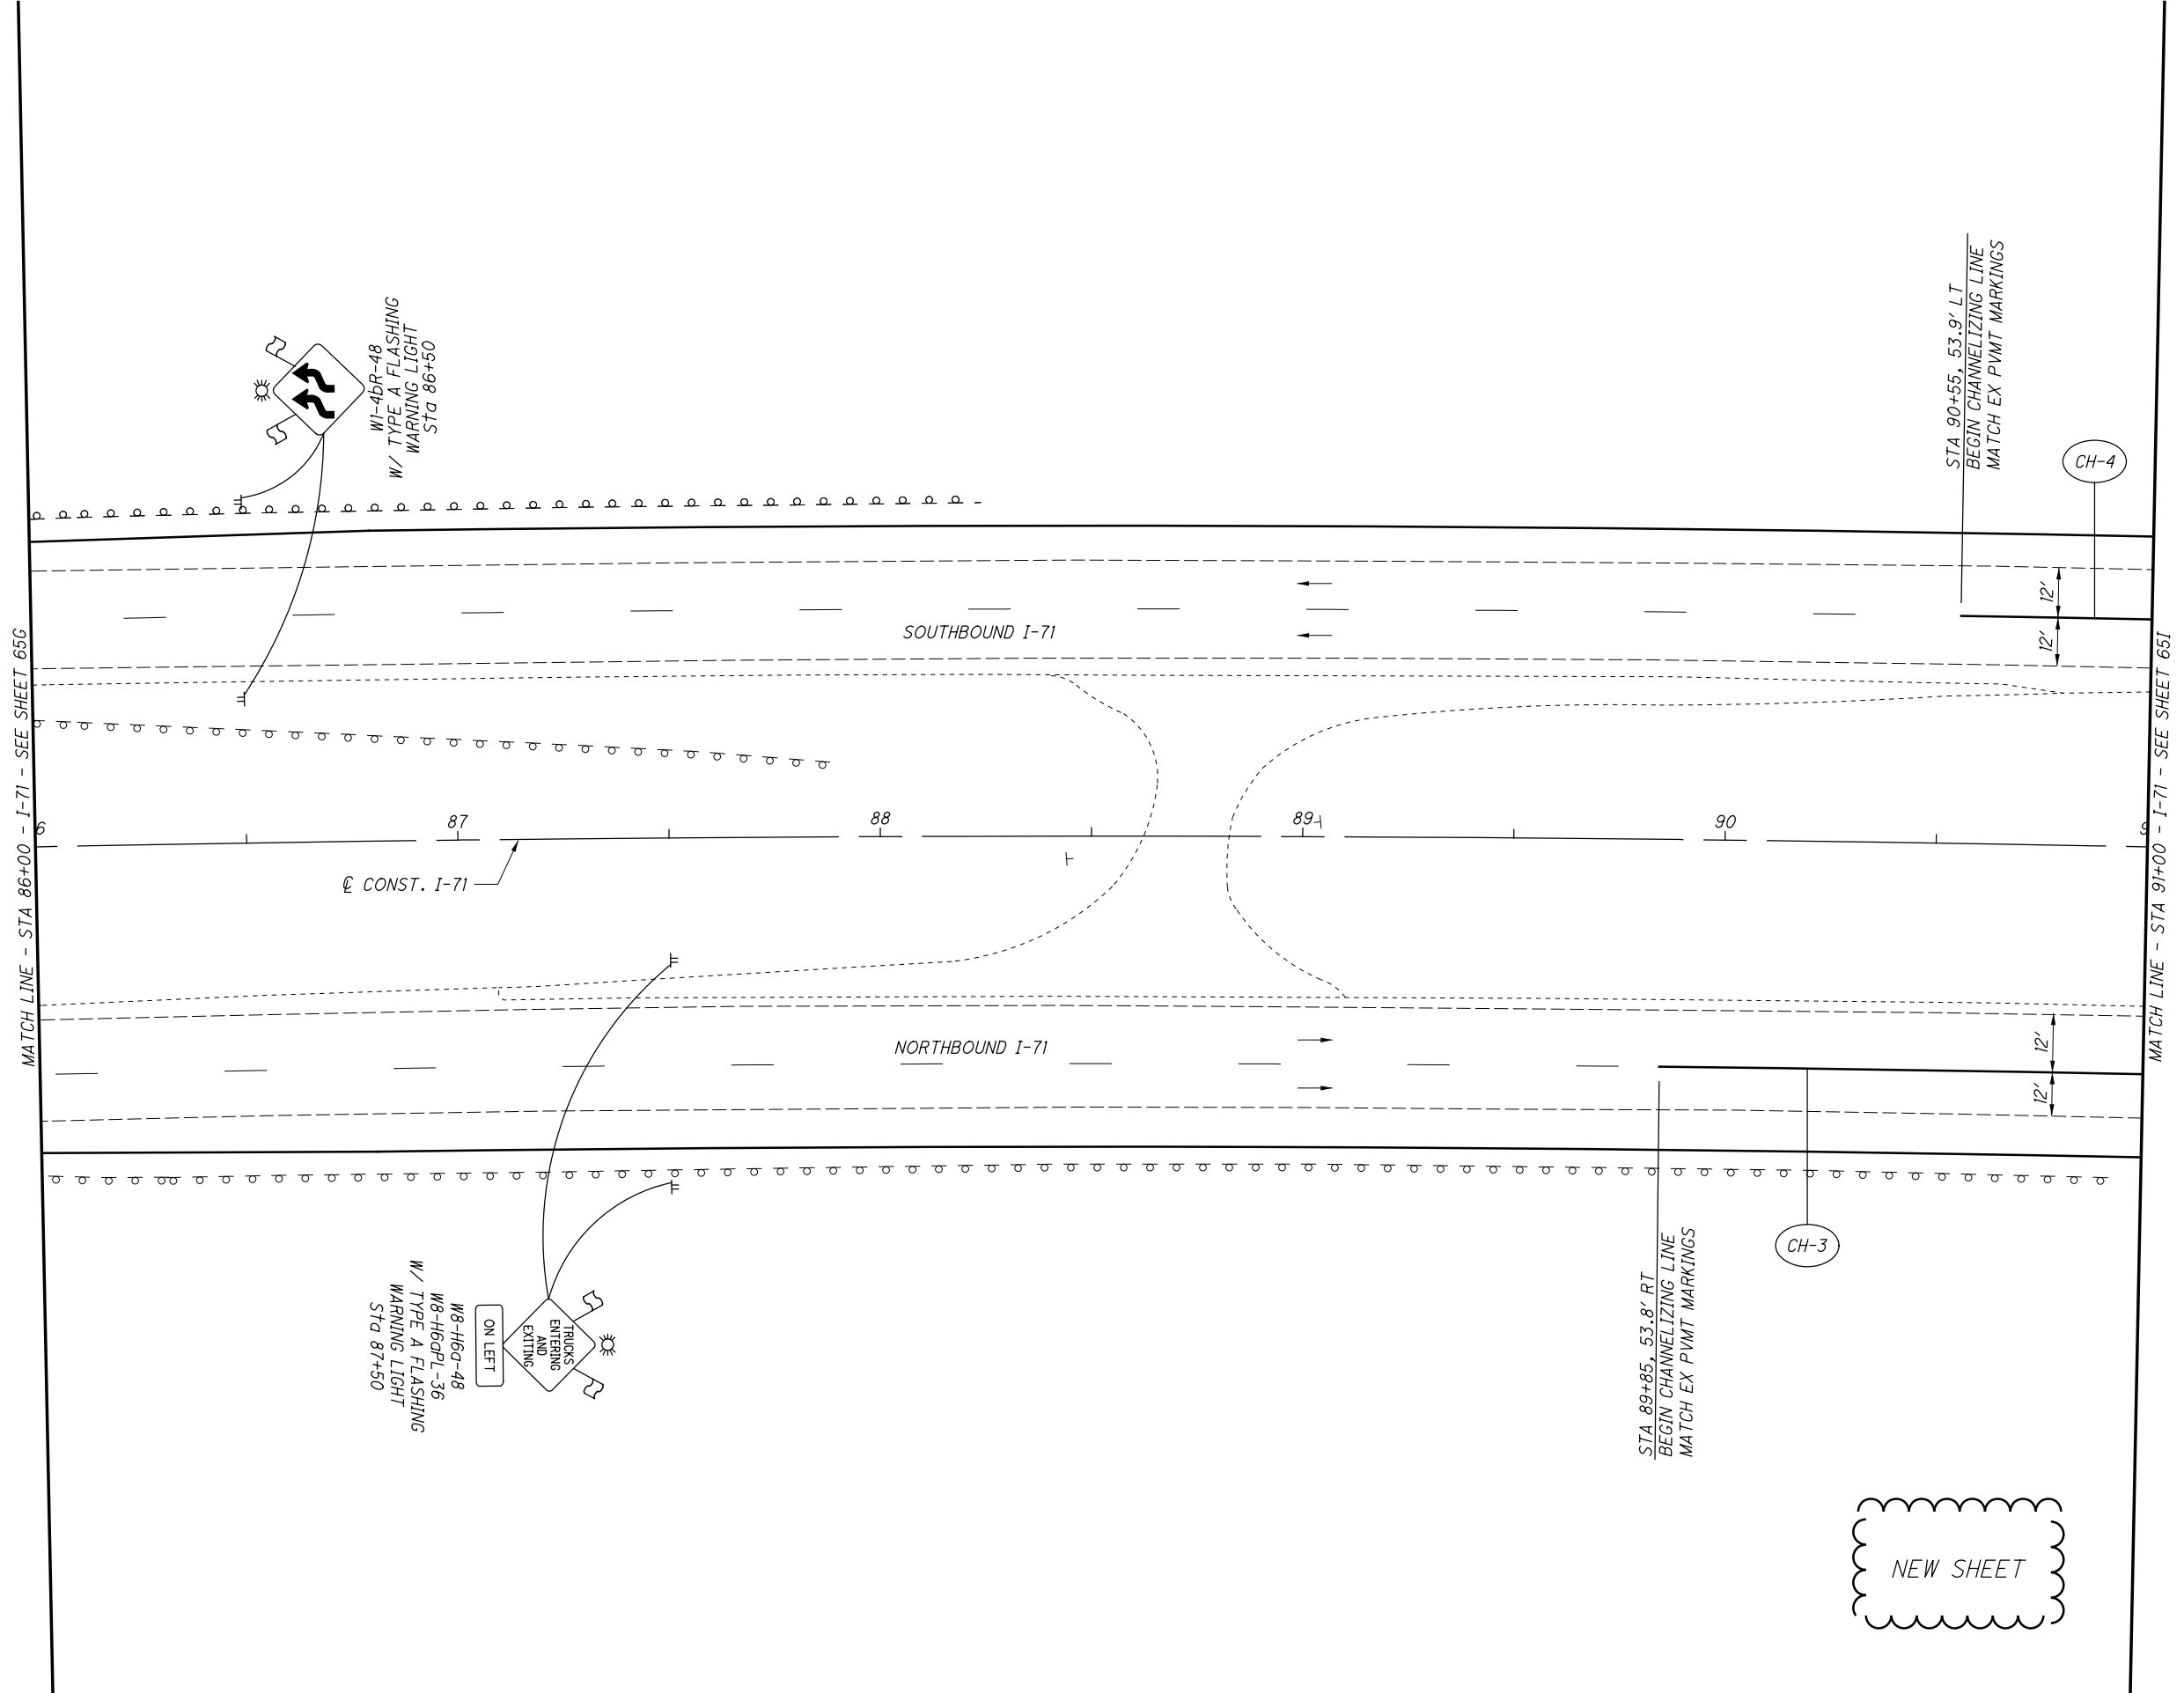 W1-4bR-48
W/ TYPE A FLASHING
WARNING LIGHT
Sta 86+50
STA 90+55, 53.9' LT
BEGIN CHANNELIZING LINE
MATCH EX PVMT MARKINGS
CH-4
12'
12'
SOUTHBOUND I-71
MATCH LINE - STA 86+00 - I-71 - SEE SHEET 65G
MATCH LINE - STA 91+00 - I-71 - SEE SHEET 65I
6
87
88
89
90
9
℄ CONST. I-71
NORTHBOUND I-71
12'
12'
CH-3
STA 89+85, 53.8' RT
BEGIN CHANNELIZING LINE
MATCH EX PVMT MARKINGS
TRUCKS
ENTERING
AND
EXITING
ON LEFT
W8-H6a-48
W8-H6aPL-36
W/ TYPE A FLASHING
WARNING LIGHT
Sta 87+50
NEW SHEET